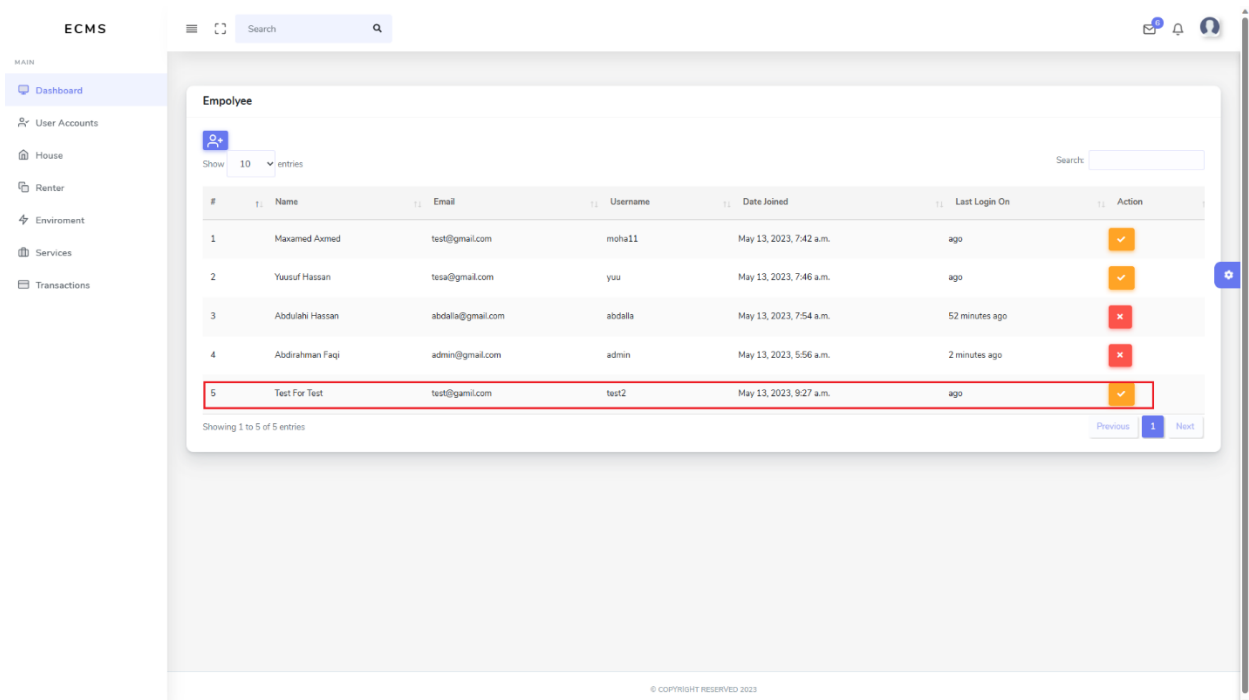 ECMS
Search
6
MAIN
Dashboard
User Accounts
House
Renter
Enviroment
Services
Transactions
Empolyee
Show 10 entries
Search:
# Name Email Username Date Joined Last Login On Action
1 Maxamed Axmed test@gmail.com moha11 May 13, 2023, 7:42 a.m. ago
2 Yuusuf Hassan tesa@gmail.com yuu May 13, 2023, 7:46 a.m. ago
3 Abdulahi Hassan abdalla@gmail.com abdalla May 13, 2023, 7:54 a.m. 52 minutes ago
4 Abdirahman Faqi admin@gmail.com admin May 13, 2023, 5:56 a.m. 2 minutes ago
5 Test For Test test@gamil.com test2 May 13, 2023, 9:27 a.m. ago
Showing 1 to 5 of 5 entries
Previous 1 Next
© COPYRIGHT RESERVED 2023